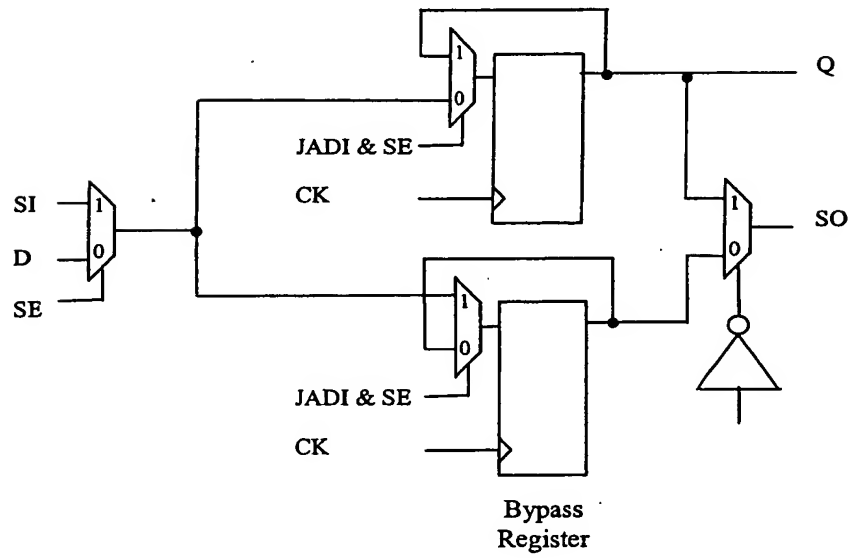 1
0
Q
JADI & SE
CK
SI
1
D
0
SE
1
0
SO
1
0
JADI & SE
CK
Bypass
Register